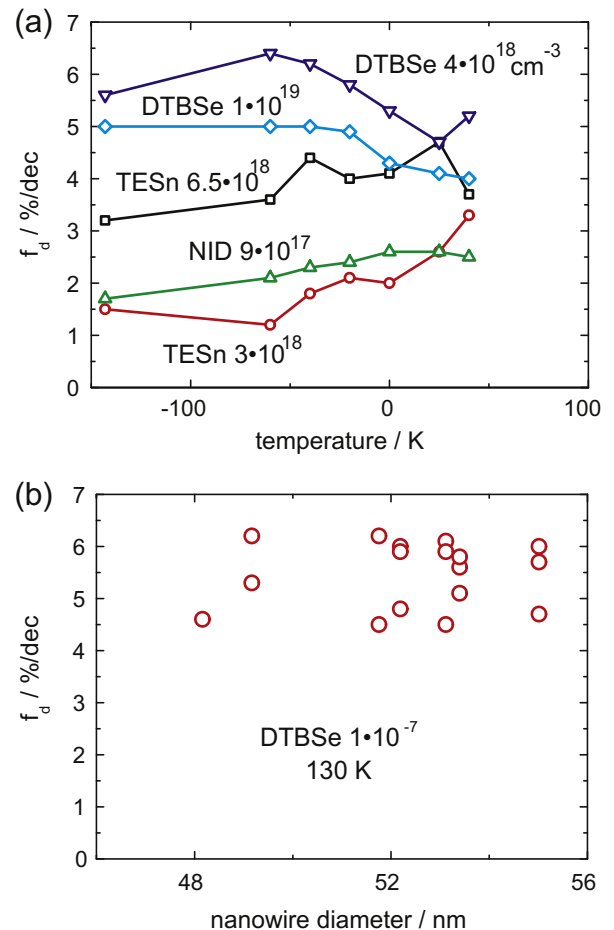 (a)
7
6
5
4
3
2
1
0
f_d / %/dec
DTBSe 4•10^18 cm^-3
DTBSe 1•10^19
TESn 6.5•10^18
NID 9•10^17
TESn 3•10^18
-100 0 100
temperature / K
(b)
7
6
5
4
3
2
1
0
f_d / %/dec
DTBSe 1•10^-7
130 K
48 52 56
nanowire diameter / nm